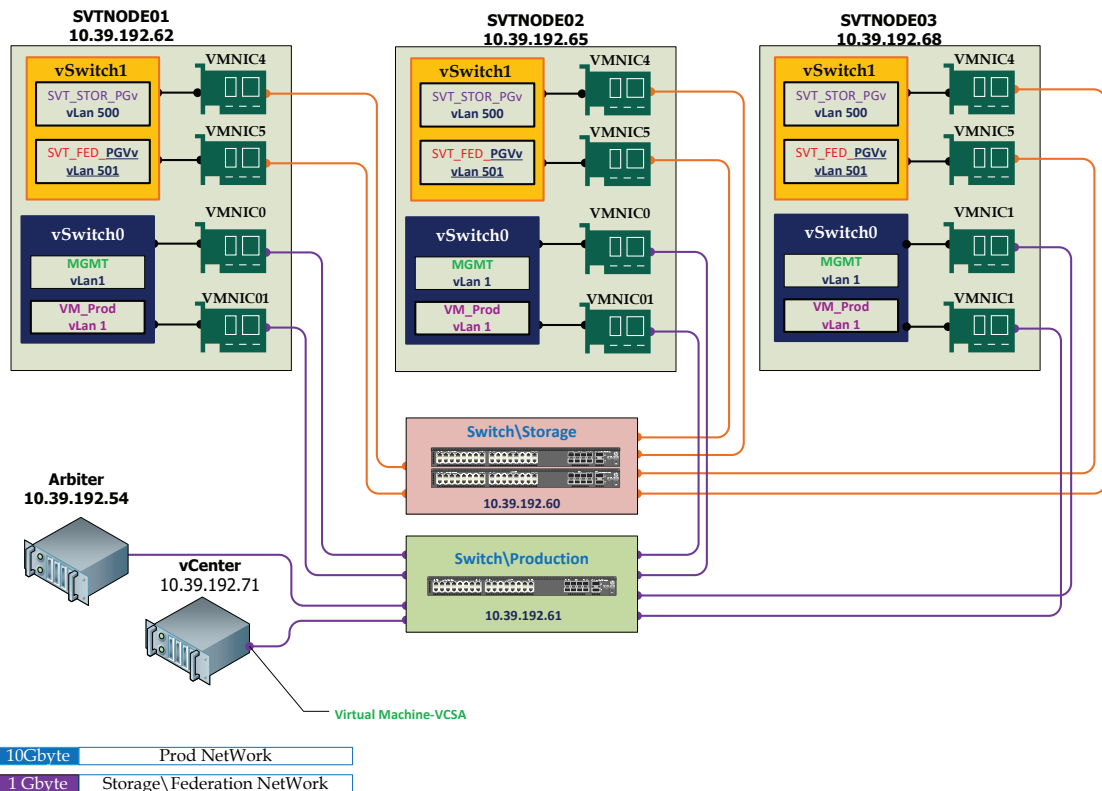 SVTNODE01
10.39.192.62
vSwitch1
SVT_STOR_PGv
vLan 500
SVT_FED_PGVv
vLan 501
VMNIC4
VMNIC5
vSwitch0
MGMT
vLan1
VM_Prod
vLan 1
VMNIC0
VMNIC01
SVTNODE02
10.39.192.65
vSwitch1
SVT_STOR_PGv
vLan 500
SVT_FED_PGVv
vLan 501
VMNIC4
VMNIC5
vSwitch0
MGMT
vLan 1
VM_Prod
vLan 1
VMNIC0
VMNIC01
SVTNODE03
10.39.192.68
vSwitch1
SVT_STOR_PGv
vLan 500
SVT_FED_PGVv
vLan 501
VMNIC4
VMNIC5
vSwitch0
MGMT
vLan 1
VM_Prod
vLan 1
VMNIC1
VMNIC1
Switch\Storage
10.39.192.60
Arbiter
10.39.192.54
vCenter
10.39.192.71
Switch\Production
10.39.192.61
Virtual Machine-VCSA
10Gbyte Prod NetWork
1 Gbyte Storage\Federation NetWork